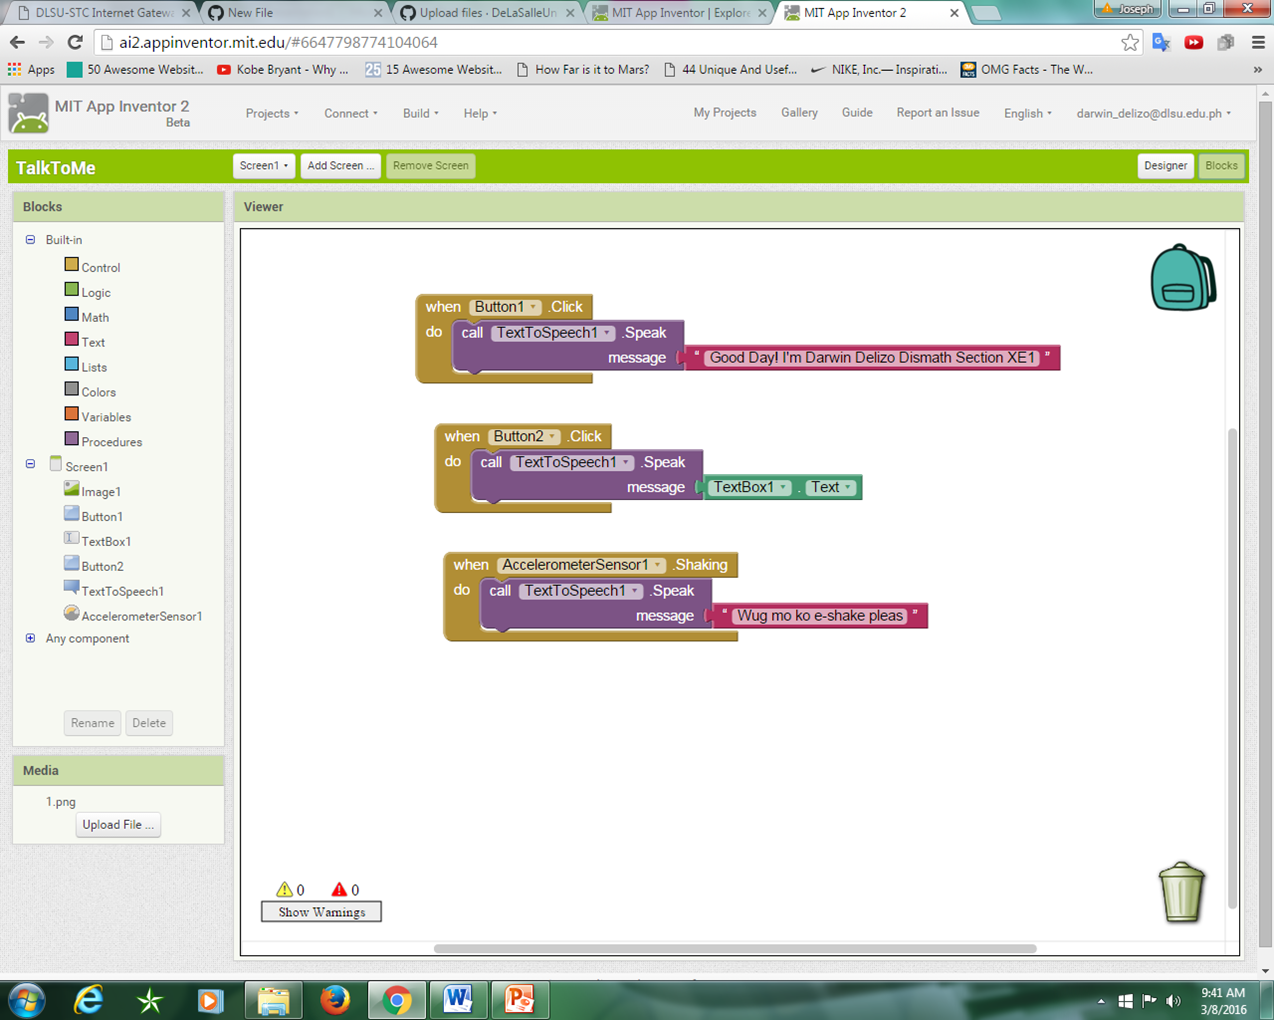 Joseph
DLSU-STC Internet Gatew
New File
Upload files · DeLaSalleUn
MIT App Inventor | Explore
MIT App Inventor 2
ai2.appinventor.mit.edu/#6647798774104064
Apps
50 Awesome Websit...
Kobe Bryant - Why ...
25 15 Awesome Websit...
How Far is it to Mars?
44 Unique And Usef...
NIKE, Inc.— Inspirati...
OMG Facts - The W...
»
MIT App Inventor 2
Beta
Projects
Connect
Build
Help
My Projects
Gallery
Guide
Report an Issue
English
darwin_delizo@dlsu.edu.ph
TalkToMe
Screen1
Add Screen ...
Remove Screen
Designer
Blocks
Blocks
Built-in
Control
Logic
Math
Text
Lists
Colors
Variables
Procedures
Screen1
Image1
Button1
TextBox1
Button2
TextToSpeech1
AccelerometerSensor1
Any component
Rename
Delete
Media
1.png
Upload File ...
Viewer
when Button1 .Click
do call TextToSpeech1 .Speak
message " Good Day! I'm Darwin Delizo Dismath Section XE1 "
when Button2 .Click
do call TextToSpeech1 .Speak
message TextBox1 . Text
when AccelerometerSensor1 .Shaking
do call TextToSpeech1 .Speak
message " Wug mo ko e-shake pleas "
0 0
Show Warnings
9:41 AM
3/8/2016